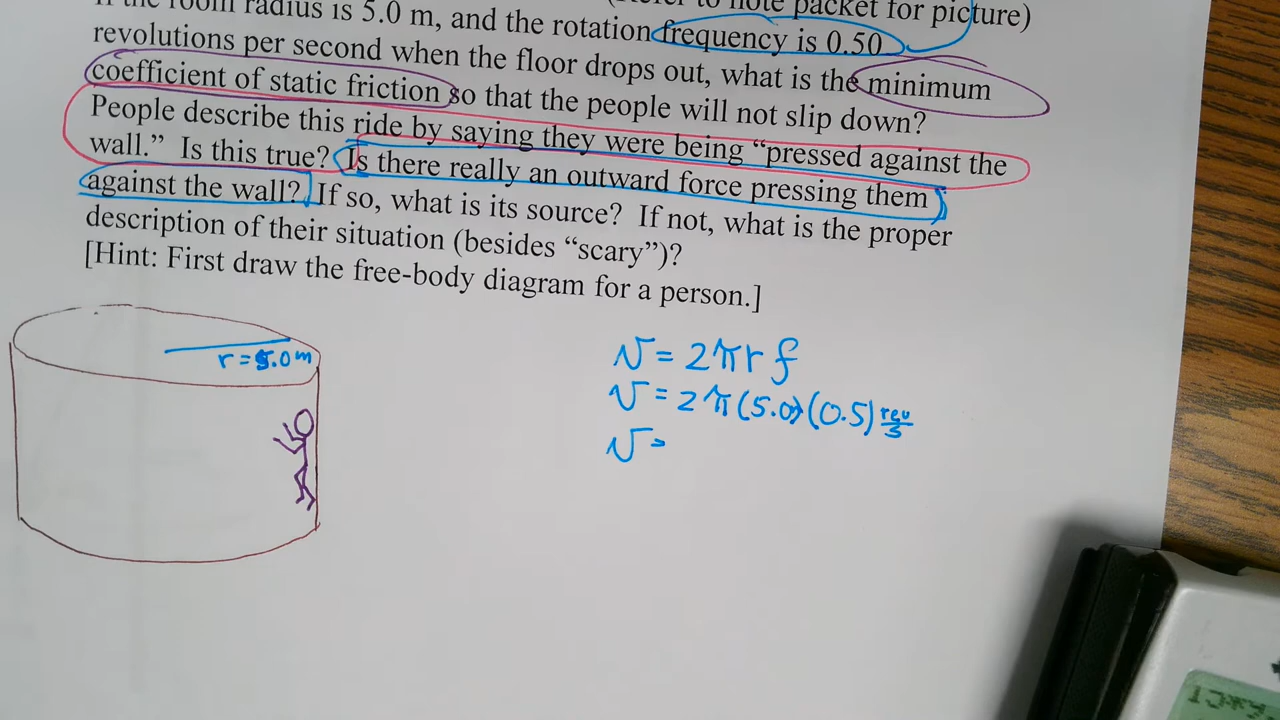 If the room radius is 5.0 m, and the rotation frequency is 0.50
to note packet for picture)
revolutions per second when the floor drops out, what is the minimum
coefficient of static friction so that the people will not slip down?
People describe this ride by saying they were being “pressed against the
wall.” Is this true? Is there really an outward force pressing them
against the wall? If so, what is its source? If not, what is the proper
description of their situation (besides “scary”)?
[Hint: First draw the free-body diagram for a person.]
r = 5.0 m
v = 2πr f
v = 2π(5.0)(0.5) rev/s
v =